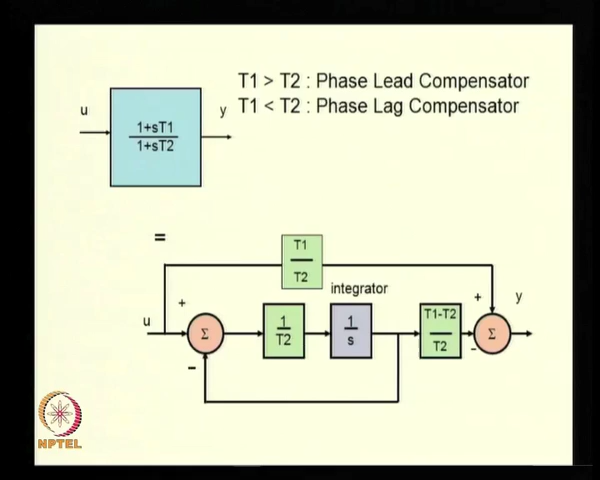 T1 > T2 : Phase Lead Compensator
T1 < T2 : Phase Lag Compensator
u
y
1+sT1
1+sT2
=
T1
T2
integrator
u
+
Σ
-
1
T2
1
s
T1-T2
T2
+
-
Σ
y
NPTEL